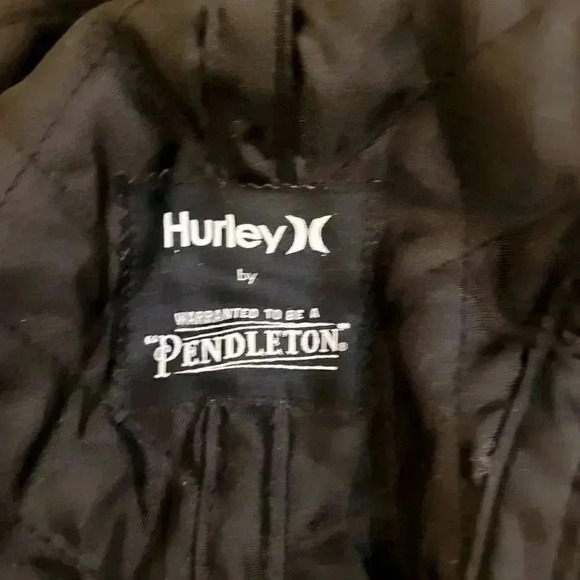 Hurley
by
WARRANTED TO BE A
"PENDLETON"®